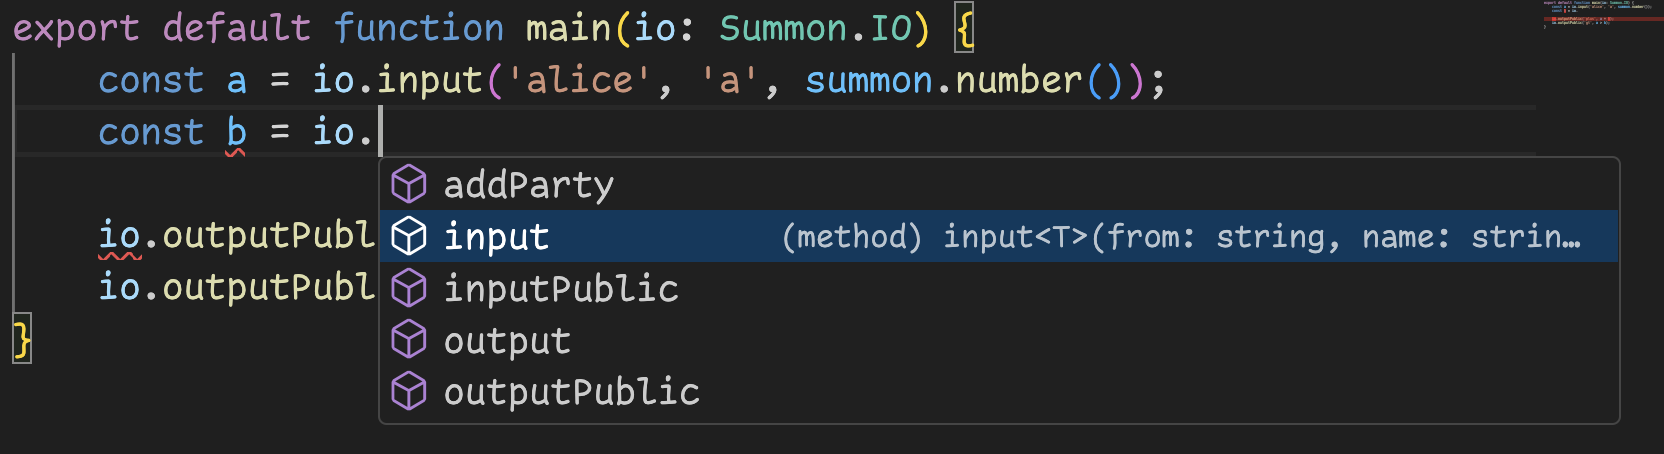 export default function main(io: Summon.IO) {
const a = io.input('alice', 'a', summon.number());
const b = io.
addParty
io.outputPubl
input (method) input<T>(from: string, name: strin…
io.outputPubl
inputPublic
}
output
outputPublic